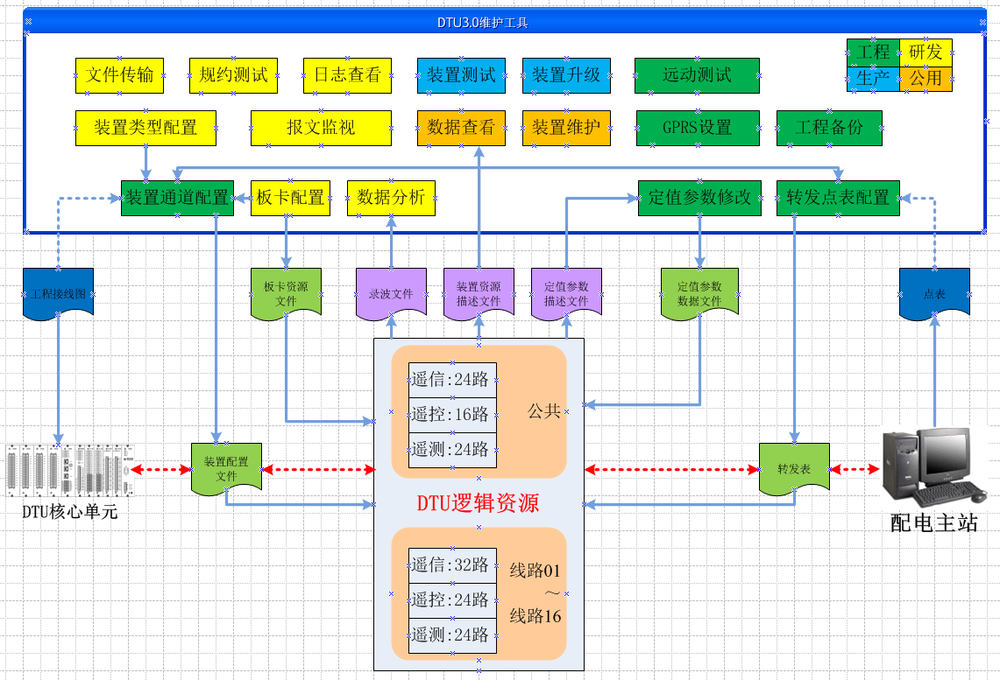 DTU3.0维护工具
工程 研发
生产 公用
文件传输 规约测试 日志查看 装置测试 装置升级 远动测试
装置类型配置 报文监视 数据查看 装置维护 GPRS设置 工程备份
装置通道配置 板卡配置 数据分析 定值参数修改 转发点表配置
工程接线图
板卡资源
文件
录波文件
装置资源
描述文件
定值参数
描述文件
定值参数
数据文件
点表
遥信:24路
遥控:16路
遥测:24路
公共
装置配置
文件
转发表
DTU核心单元
DTU逻辑资源
配电主站
遥信:32路
遥控:24路
遥测:24路
线路01
～
线路16